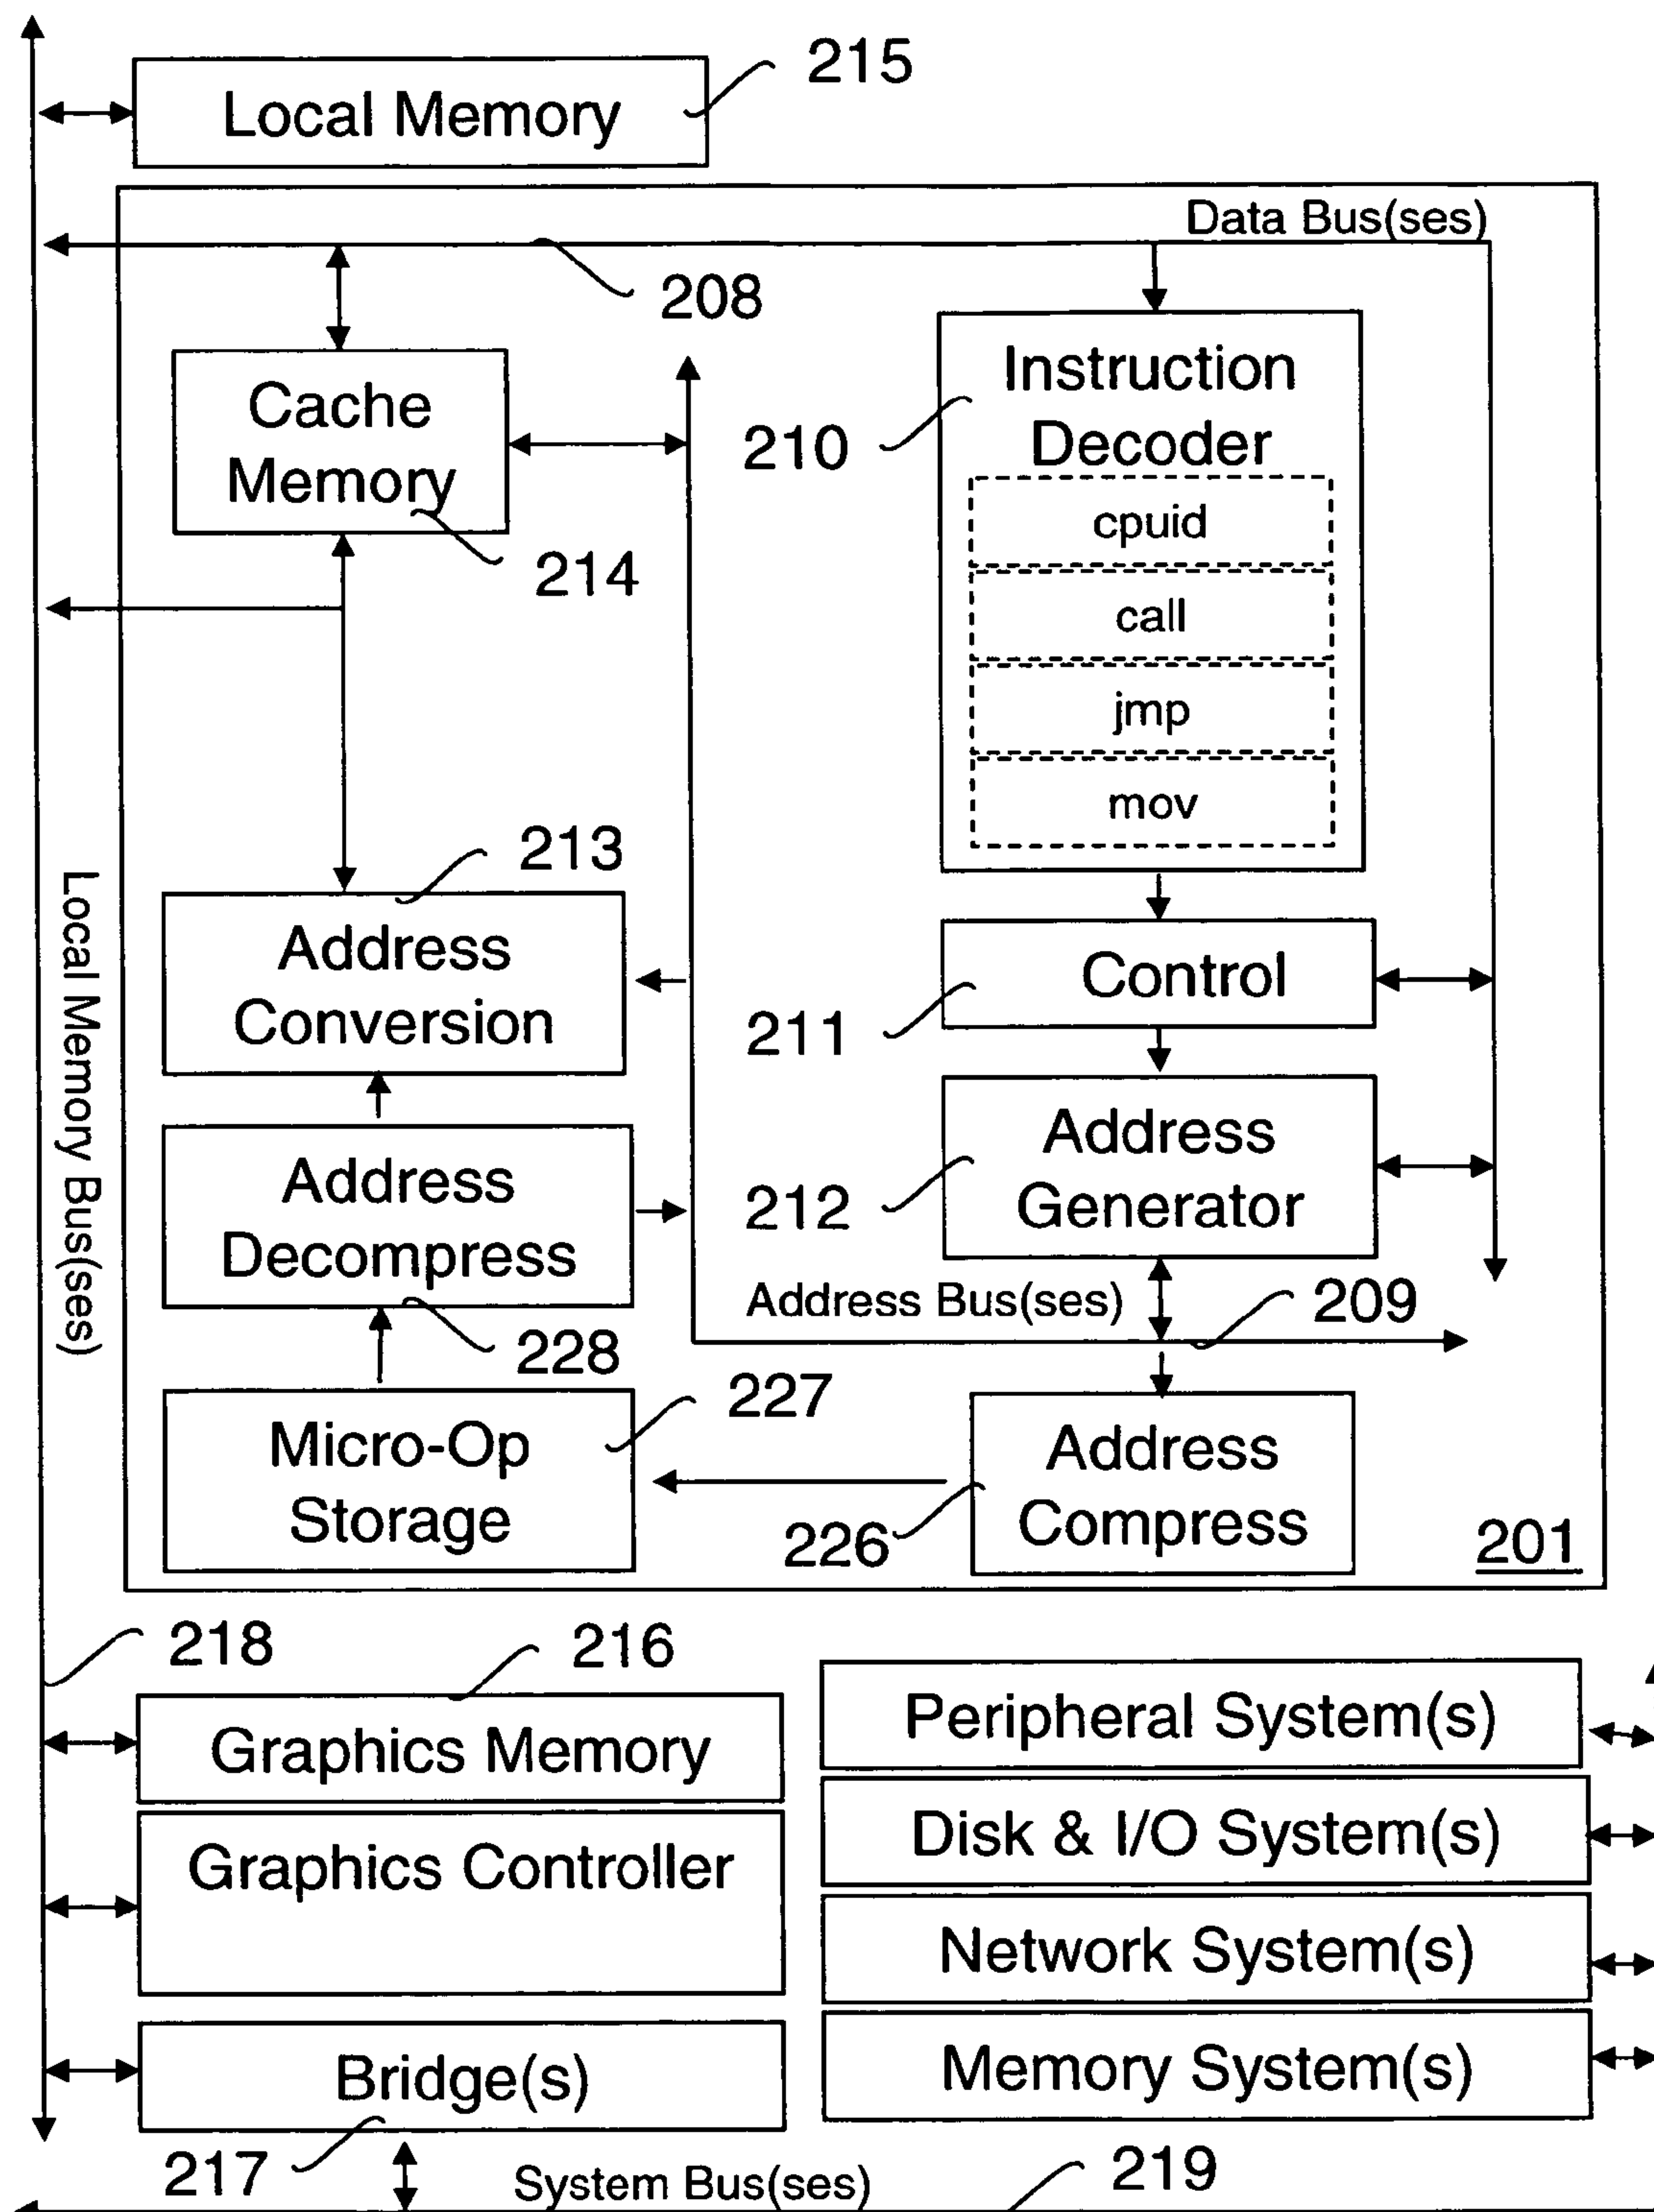 215
Local Memory
Data Bus(ses)
208
Cache
Memory
214
Instruction
Decoder
210
cpuid
call
jmp
mov
213
Address
Conversion
Control
211
Local Memory Bus(ses)
Address
Decompress
228
Address
Generator
212
Address Bus(ses)
209
227
Micro-Op
Storage
Address
Compress
226
201
218
216
Graphics Memory
Graphics Controller
Bridge(s)
217
Peripheral System(s)
Disk & I/O System(s)
Network System(s)
Memory System(s)
System Bus(ses)
219